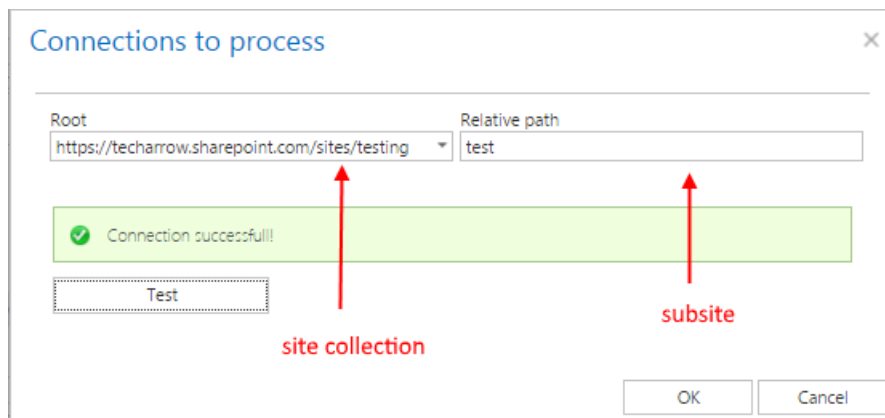 Connections to process
Root
Relative path
https://techarrow.sharepoint.com/sites/testing
test
Connection successfull!
Test
site collection
subsite
OK
Cancel